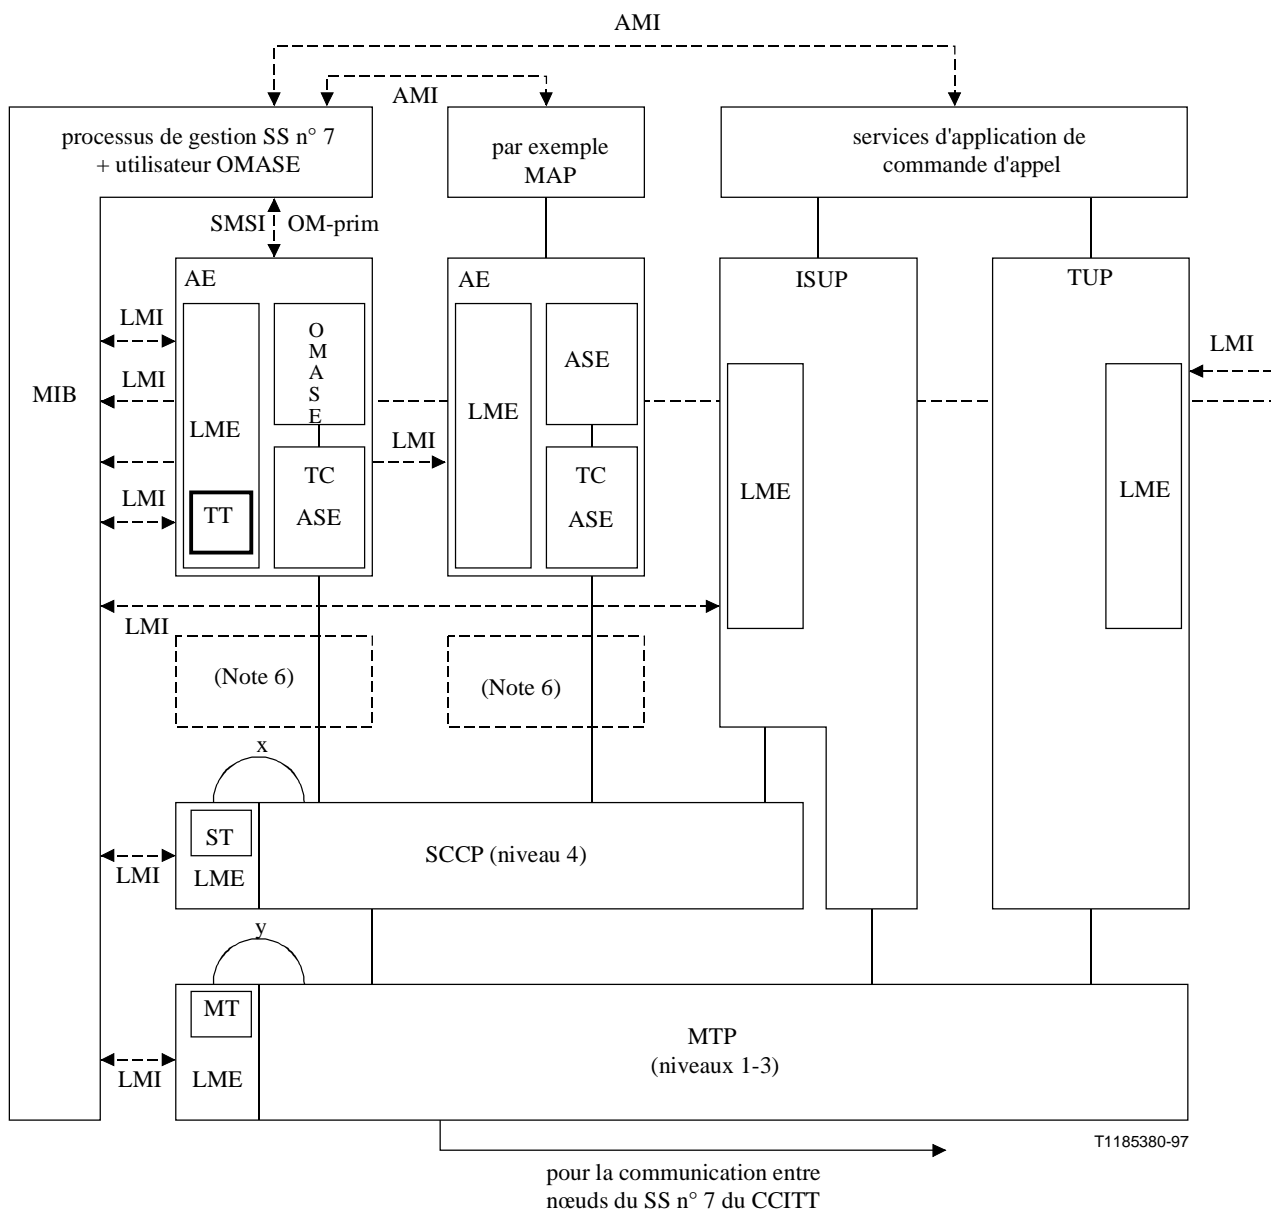 AMI
AMI
processus de gestion SS n° 7
+ utilisateur OMASE
par exemple
MAP
services d'application de
commande d'appel
SMSI
OM-prim
AE
AE
ISUP
TUP
LMI
OMASE
ASE
LMI
MIB
LMI
LME
LME
LMI
TC
ASE
TC
ASE
LME
LME
LMI
TT
LMI
(Note 6)
(Note 6)
x
ST
LME
SCCP (niveau 4)
LMI
y
MT
LME
MTP
(niveaux 1-3)
LMI
T1185380-97
pour la communication entre
nœuds du SS n° 7 du CCITT